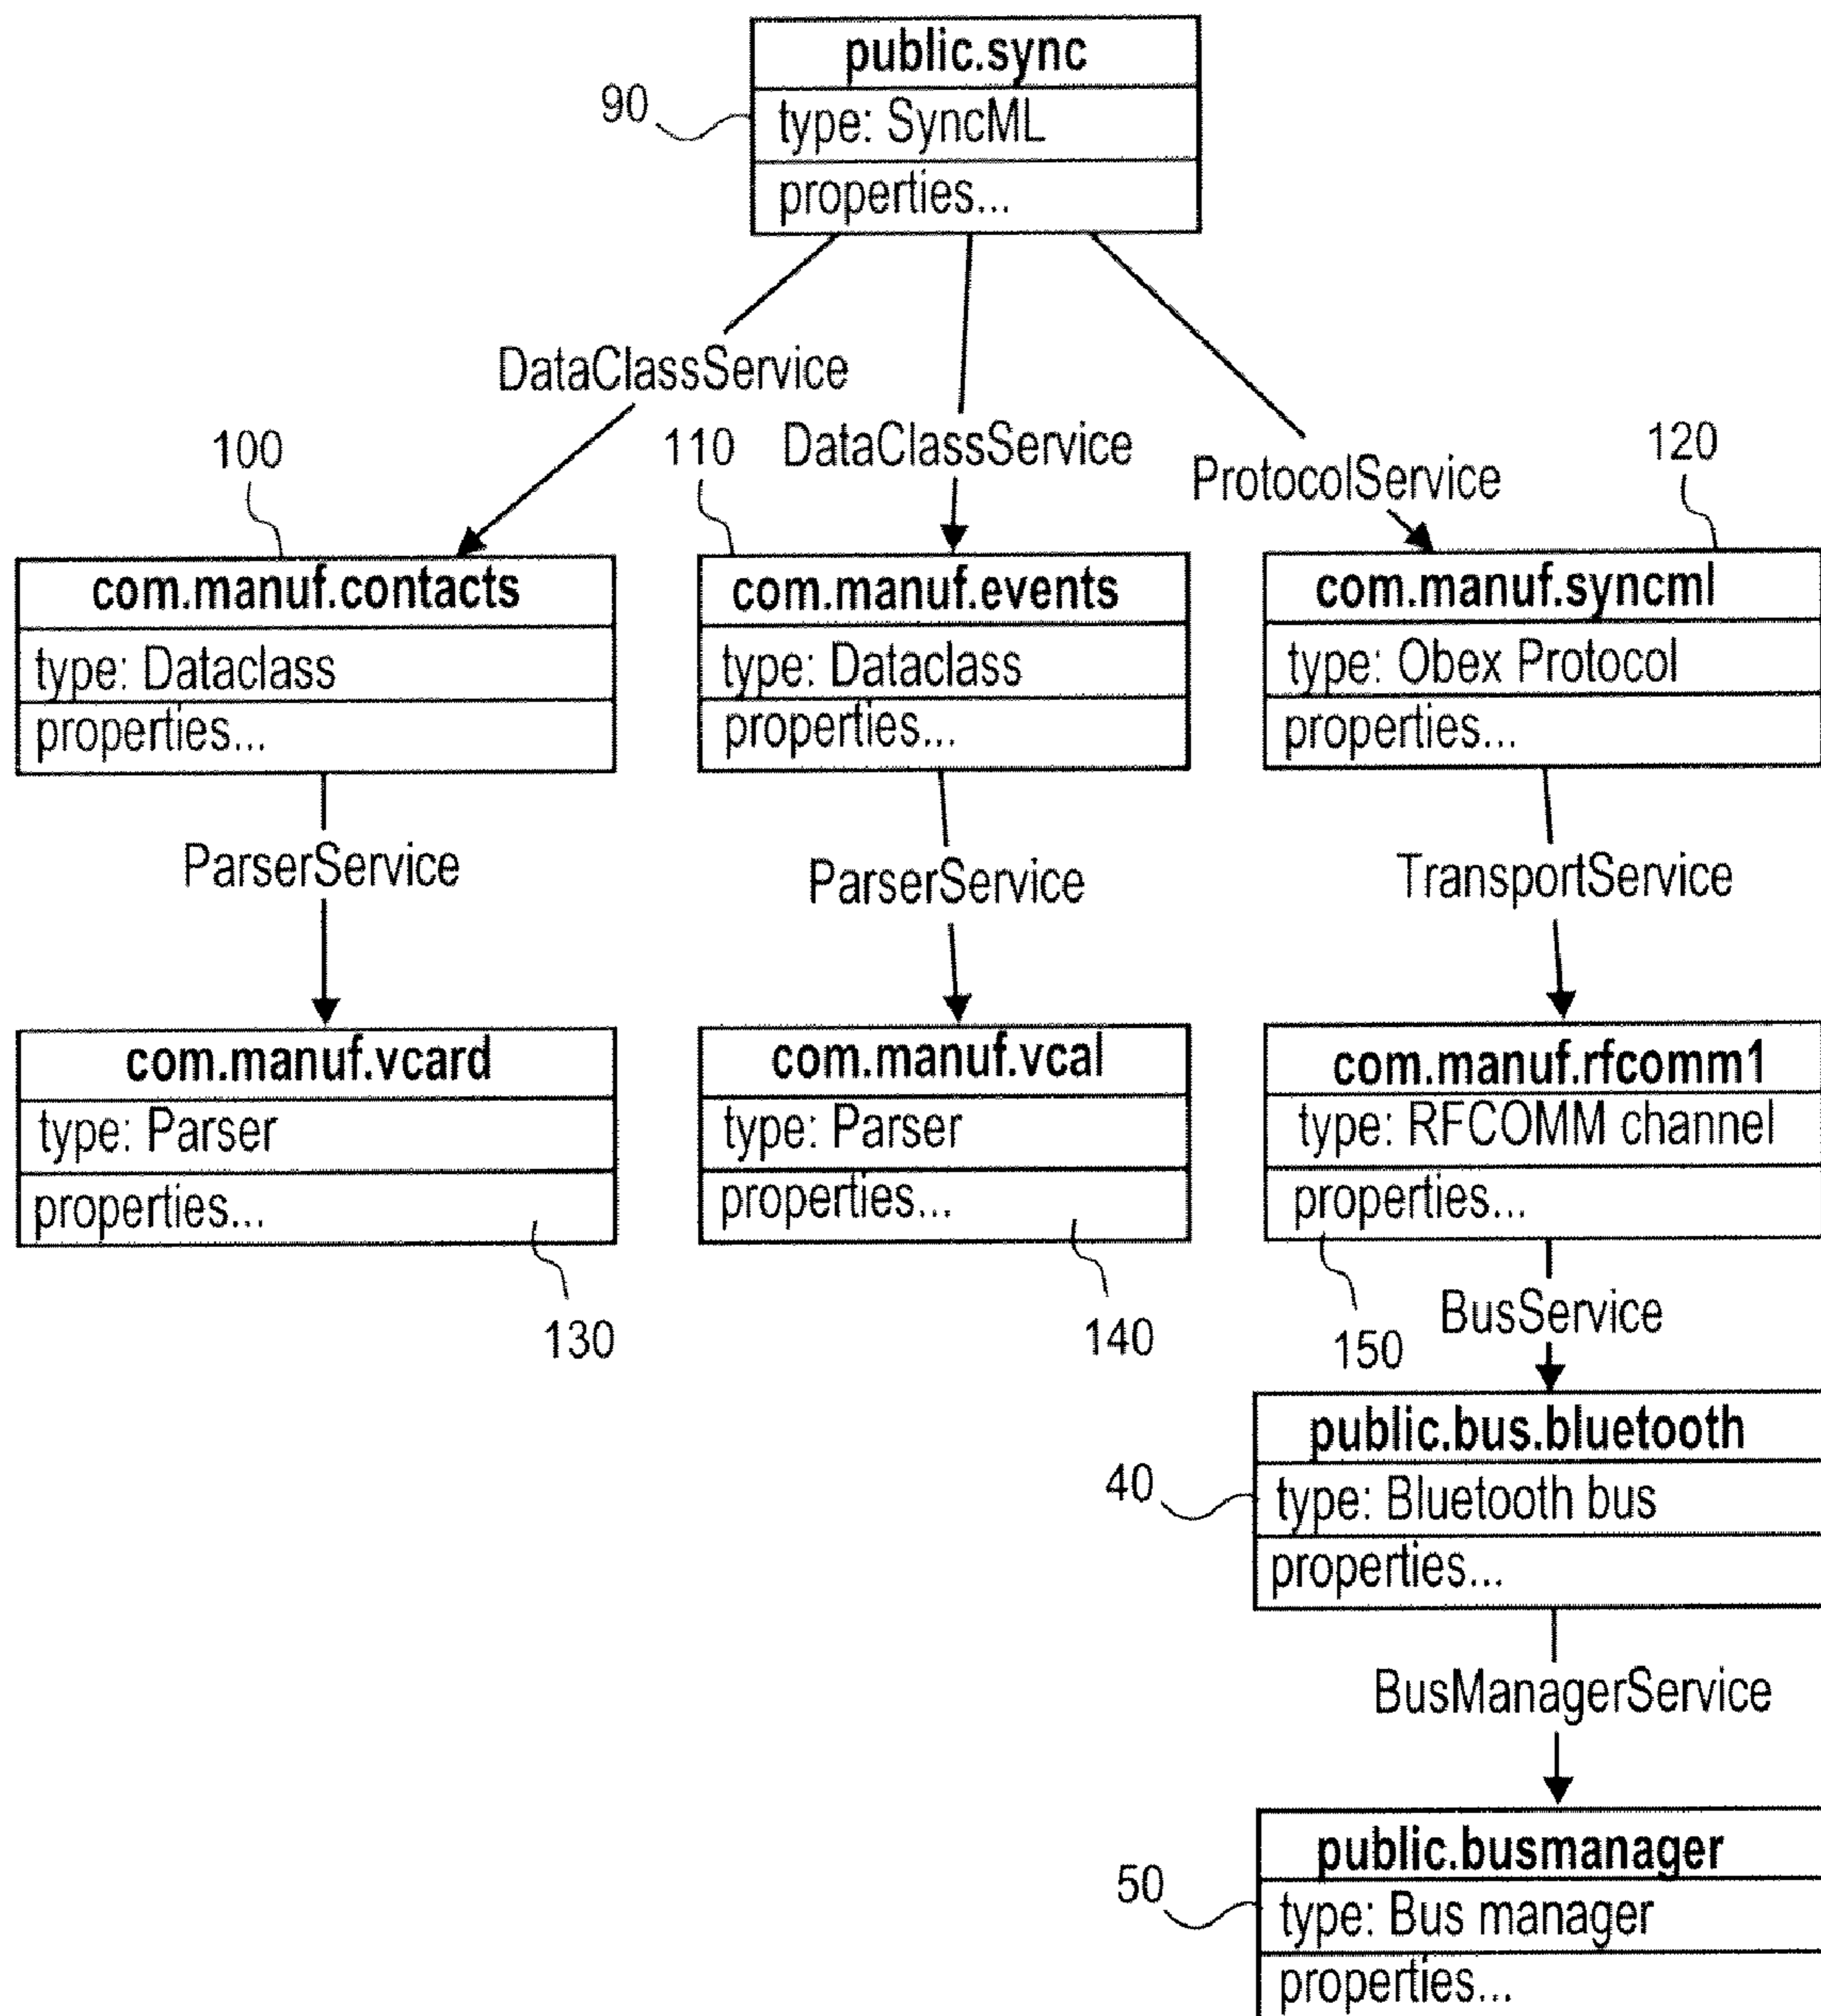 public.sync
90
type: SyncML
properties...
DataClassService
DataClassService
ProtocolService
100
110
120
com.manuf.contacts
type: Dataclass
properties...
com.manuf.events
type: Dataclass
properties...
com.manuf.syncml
type: Obex Protocol
properties...
ParserService
ParserService
TransportService
com.manuf.vcard
type: Parser
properties...
130
com.manuf.vcal
type: Parser
properties...
140
com.manuf.rfcomm1
type: RFCOMM channel
properties...
150
BusService
public.bus.bluetooth
40
type: Bluetooth bus
properties...
BusManagerService
public.busmanager
50
type: Bus manager
properties...